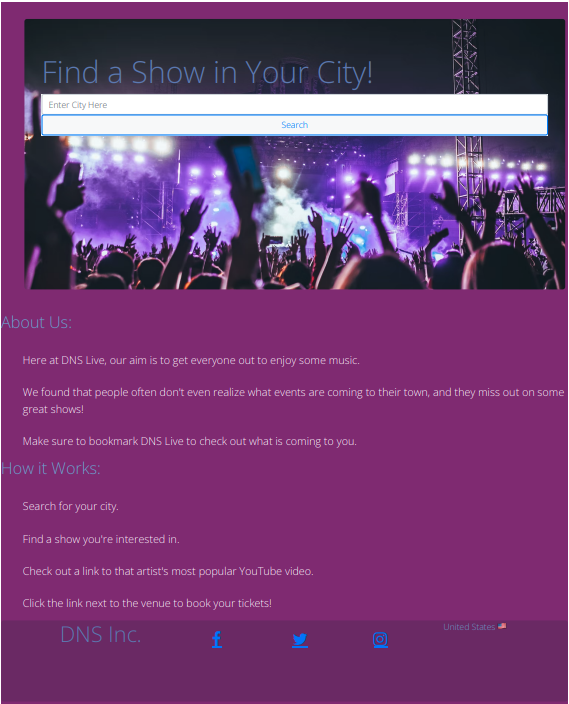 Find a Show in Your City!
Enter City Here
Search
About Us:
Here at DNS Live, our aim is to get everyone out to enjoy some music.
We found that people often don't even realize what events are coming to their town, and they miss out on some
great shows!
Make sure to bookmark DNS Live to check out what is coming to you.
How it Works:
Search for your city.
Find a show you're interested in.
Check out a link to that artist's most popular YouTube video.
Click the link next to the venue to book your tickets!
DNS Inc.
United States